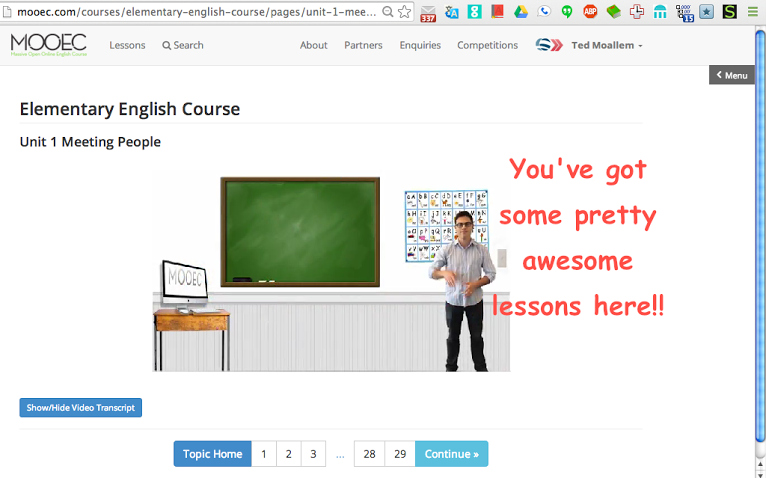 mooec.com/courses/elementary-english-course/pages/unit-1-mee...
337
ABP
15
S
MOOEC
Massive Open Online English Course
Lessons
Search
About
Partners
Enquiries
Competitions
Ted Moallem
Menu
Elementary English Course
Unit 1 Meeting People
You've got
some pretty
awesome
lessons here!!
MOOEC
Show/Hide Video Transcript
Topic Home 1 2 3 ... 28 29 Continue »